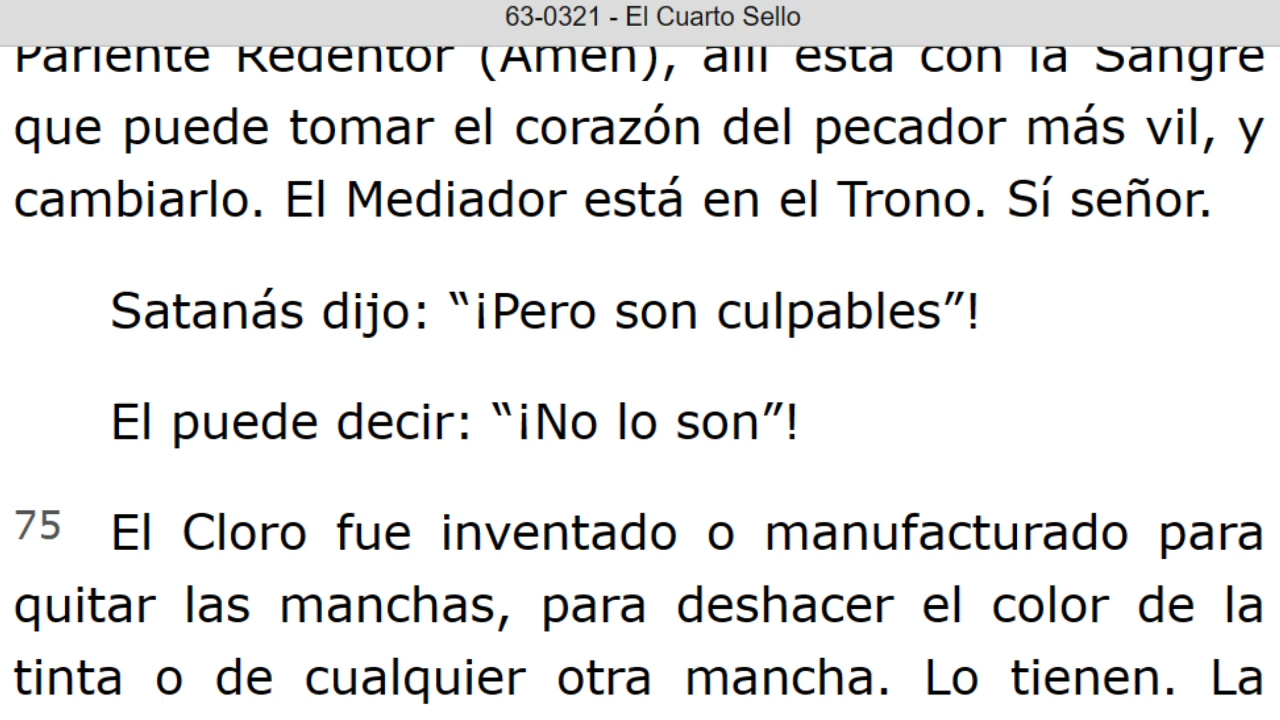 63-0321 - El Cuarto Sello
Pariente Redentor (Amén), allí está con la Sangre
que puede tomar el corazón del pecador más vil, y
cambiarlo. El Mediador está en el Trono. Sí señor.
Satanás dijo: “¡Pero son culpables”!
El puede decir: “¡No lo son”!
75 El Cloro fue inventado o manufacturado para
quitar las manchas, para deshacer el color de la
tinta o de cualquier otra mancha. Lo tienen. La